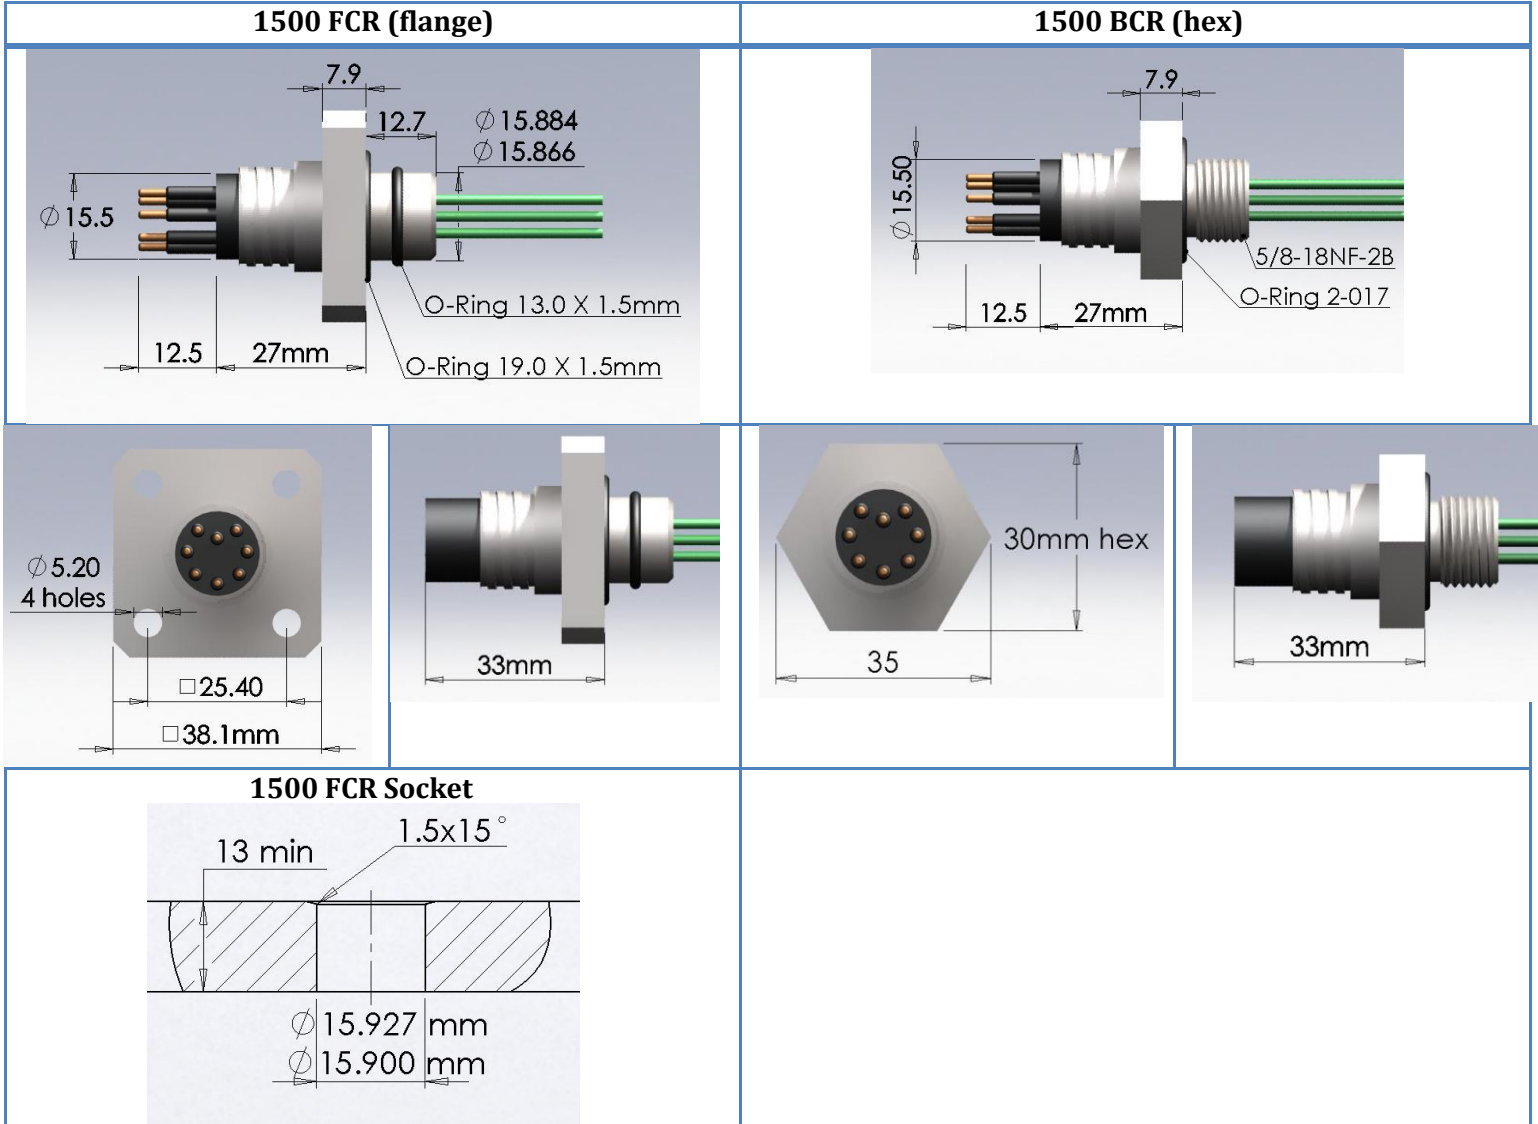 1500 FCR (flange)
1500 BCR (hex)
7.9
12.7
Ø 15.884
Ø 15.866
Ø 15.5
O-Ring 13.0 X 1.5mm
12.5
27mm
O-Ring 19.0 X 1.5mm
7.9
Ø 15.50
5/8-18NF-2B
O-Ring 2-017
12.5
27mm
Ø 5.20
4 holes
□ 25.40
□ 38.1mm
33mm
30mm hex
35
33mm
1500 FCR Socket
1.5x15°
13 min
Ø 15.927 mm
Ø 15.900 mm